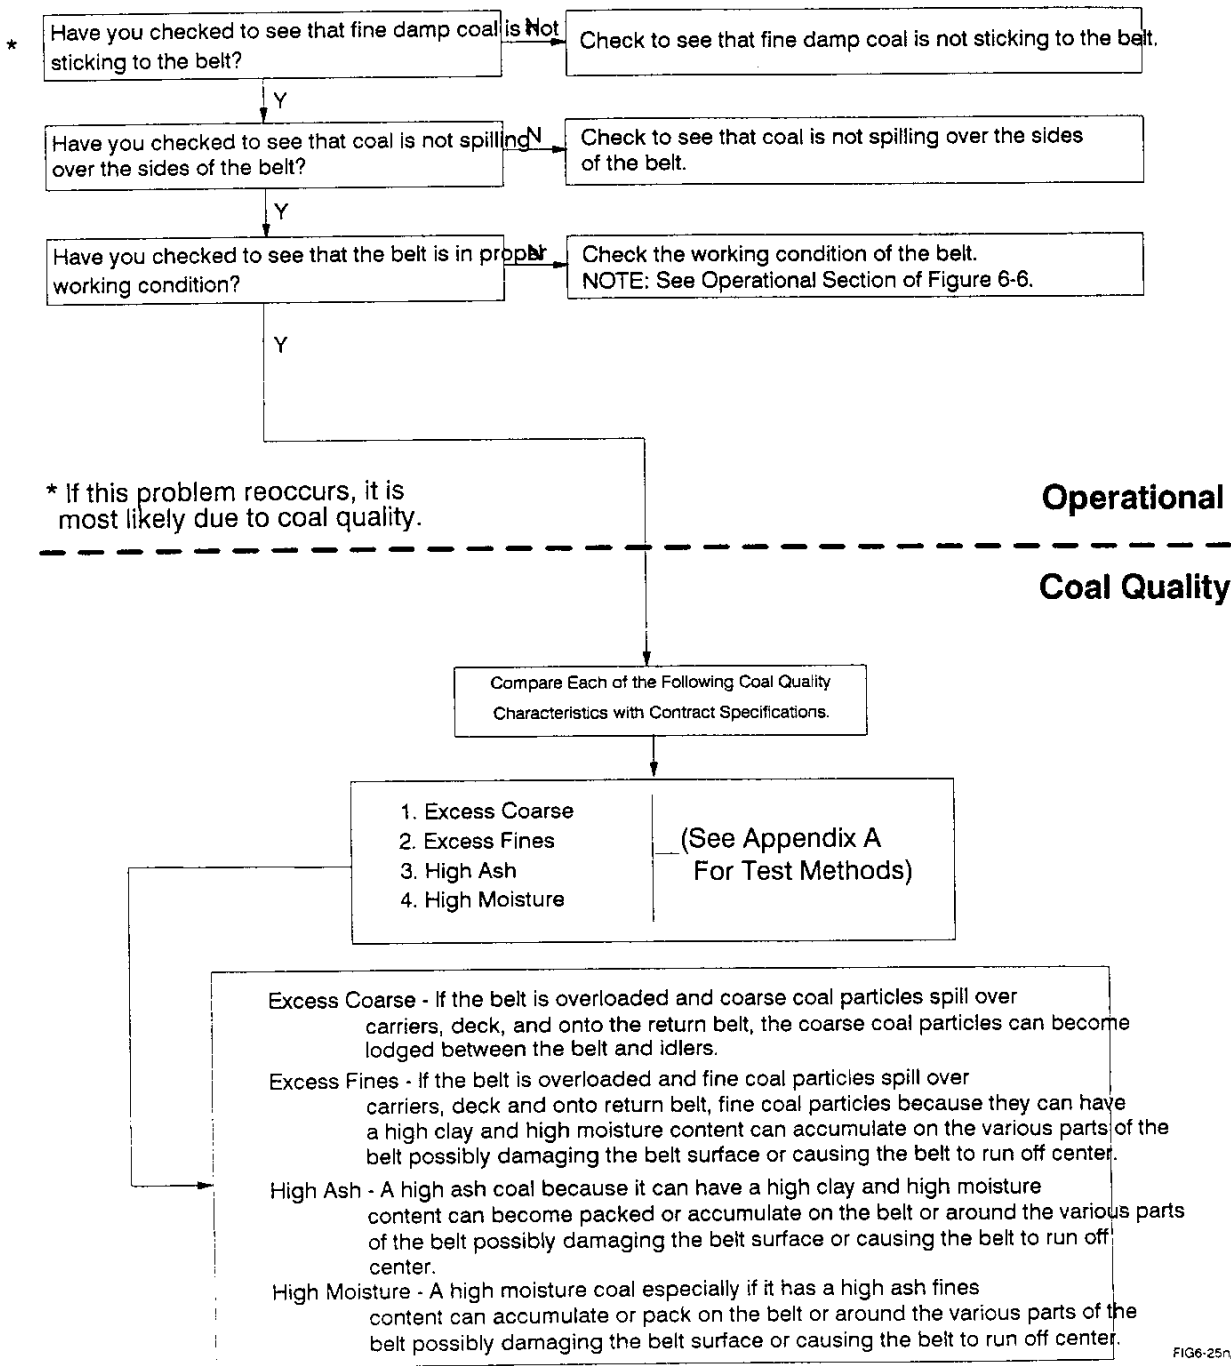 Have you checked to see that fine damp coal is not
*
sticking to the belt?
N
Check to see that fine damp coal is not sticking to the belt.
Y
Have you checked to see that coal is not spilling
over the sides of the belt?
N
Check to see that coal is not spilling over the sides
of the belt.
Y
Have you checked to see that the belt is in proper
working condition?
N
Check the working condition of the belt.
NOTE: See Operational Section of Figure 6-6.
Y
* If this problem reoccurs, it is
most likely due to coal quality.
Operational
Coal Quality
Compare Each of the Following Coal Quality
Characteristics with Contract Specifications.
1. Excess Coarse
2. Excess Fines
3. High Ash
4. High Moisture
(See Appendix A
For Test Methods)
Excess Coarse - If the belt is overloaded and coarse coal particles spill over
carriers, deck, and onto the return belt, the coarse coal particles can become
lodged between the belt and idlers.
Excess Fines - If the belt is overloaded and fine coal particles spill over
carriers, deck and onto return belt, fine coal particles because they can have
a high clay and high moisture content can accumulate on the various parts of the
belt possibly damaging the belt surface or causing the belt to run off center.
High Ash - A high ash coal because it can have a high clay and high moisture
content can become packed or accumulate on the belt or around the various parts
of the belt possibly damaging the belt surface or causing the belt to run off
center.
High Moisture - A high moisture coal especially if it has a high ash fines
content can accumulate or pack on the belt or around the various parts of the
belt possibly damaging the belt surface or causing the belt to run off center.